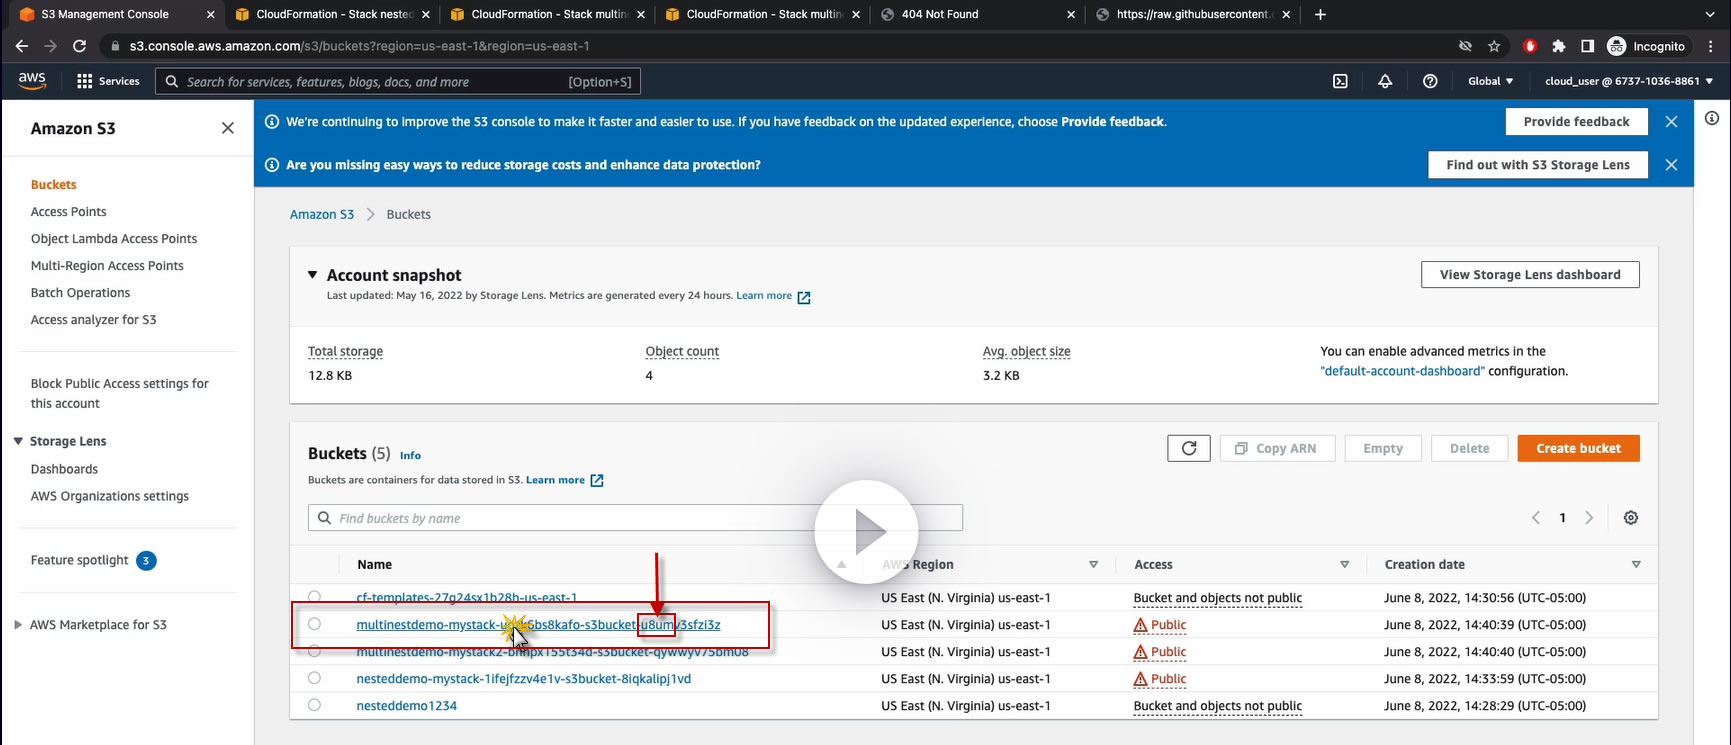 S3 Management Console
CloudFormation - Stack nested
CloudFormation - Stack multin
CloudFormation - Stack multin
404 Not Found
https://raw.githubusercontent.
s3.console.aws.amazon.com/s3/buckets?region=us-east-1&region=us-east-1
Incognito
aws
Services
Search for services, features, blogs, docs, and more
[Option+S]
Global
cloud_user @ 6737-1036-8861
Amazon S3
Buckets
Access Points
Object Lambda Access Points
Multi-Region Access Points
Batch Operations
Access analyzer for S3
Block Public Access settings for
this account
Storage Lens
Dashboards
AWS Organizations settings
Feature spotlight 3
AWS Marketplace for S3
We're continuing to improve the S3 console to make it faster and easier to use. If you have feedback on the updated experience, choose Provide feedback.
Provide feedback
Are you missing easy ways to reduce storage costs and enhance data protection?
Find out with S3 Storage Lens
Amazon S3 > Buckets
Account snapshot
Last updated: May 16, 2022 by Storage Lens. Metrics are generated every 24 hours. Learn more
View Storage Lens dashboard
Total storage
12.8 KB
Object count
4
Avg. object size
3.2 KB
You can enable advanced metrics in the
"default-account-dashboard" configuration.
Buckets (5) Info
Buckets are containers for data stored in S3. Learn more
Copy ARN
Empty
Delete
Create bucket
Find buckets by name
1
Name AWS Region Access Creation date
cf-templates-27g24sx1b28h-us-east-1 US East (N. Virginia) us-east-1 Bucket and objects not public June 8, 2022, 14:30:56 (UTC-05:00)
US East (N. Virginia) us-east-1 Public June 8, 2022, 14:40:39 (UTC-05:00)
US East (N. Virginia) us-east-1 Public June 8, 2022, 14:40:40 (UTC-05:00)
nesteddemo-mystack-1ifejfzzv4e1v-s3bucket-8iqkalipj1vd US East (N. Virginia) us-east-1 Public June 8, 2022, 14:33:59 (UTC-05:00)
nesteddemo1234 US East (N. Virginia) us-east-1 Bucket and objects not public June 8, 2022, 14:28:29 (UTC-05:00)